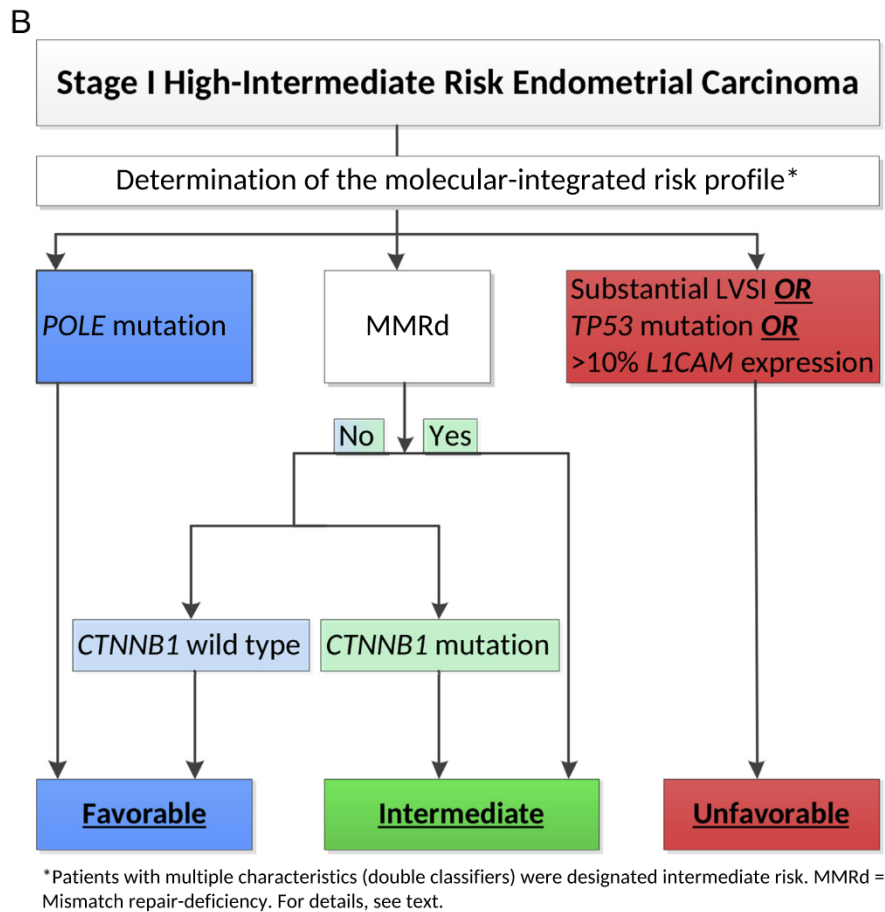 B
Stage I High-Intermediate Risk Endometrial Carcinoma
Determination of the molecular-integrated risk profile*
POLE mutation
MMRd
Substantial LVSI OR
TP53 mutation OR
>10% L1CAM expression
No
Yes
CTNNB1 wild type
CTNNB1 mutation
Favorable
Intermediate
Unfavorable
*Patients with multiple characteristics (double classifiers) were designated intermediate risk. MMRd =
Mismatch repair-deficiency. For details, see text.